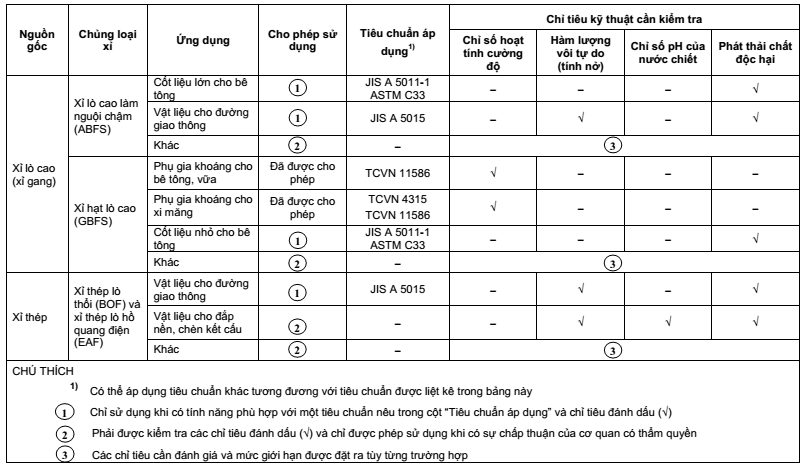 Nguồn gốc | Chủng loại xỉ | Ứng dụng | Cho phép sử dụng | Tiêu chuẩn áp dụng 1) | Chỉ tiêu kỹ thuật cần kiểm tra
Chỉ số hoạt tính cường độ | Hàm lượng vôi tự do (tính nở) | Chỉ số pH của nước chiết | Phát thải chất độc hại
Xỉ lò cao (xỉ gang) | Xỉ lò cao làm nguội chậm (ABFS) | Cốt liệu lớn cho bê tông | 1 | JIS A 5011-1 ASTM C33 | – | – | – | √
Vật liệu cho đường giao thông | 1 | JIS A 5015 | – | √ | – | √
Khác | 2 | – | 3
Xỉ hạt lò cao (GBFS) | Phụ gia khoáng cho bê tông, vữa | Đã được cho phép | TCVN 11586 | √ | – | – | –
Phụ gia khoáng cho xi măng | Đã được cho phép | TCVN 4315 TCVN 11586 | √ | – | – | –
Cốt liệu nhỏ cho bê tông | 1 | JIS A 5011-1 ASTM C33 | – | – | – | √
Khác | 2 | – | 3
Xỉ thép | Xỉ thép lò thổi (BOF) và xỉ thép lò hồ quang điện (EAF) | Vật liệu cho đường giao thông | 1 | JIS A 5015 | – | √ | – | √
Vật liệu cho đắp nền, chèn kết cấu | 2 | – | – | √ | √ | √
Khác | 2 | – | 3
CHÚ THÍCH
1) Có thể áp dụng tiêu chuẩn khác tương đương với tiêu chuẩn được liệt kê trong bảng này
1 Chỉ sử dụng khi có tính năng phù hợp với một tiêu chuẩn nêu trong cột “Tiêu chuẩn áp dụng” và chỉ tiêu đánh dấu (√)
2 Phải được kiểm tra các chỉ tiêu đánh dấu (√) và chỉ được phép sử dụng khi có sự chấp thuận của cơ quan có thẩm quyền
3 Các chỉ tiêu cần đánh giá và mức giới hạn được đặt ra tùy từng trường hợp